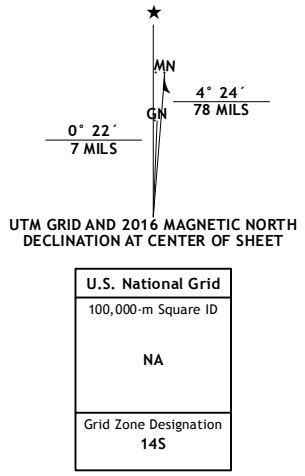 MN
GN
4° 24´
78 MILS
0° 22´
7 MILS
UTM GRID AND 2016 MAGNETIC NORTH
DECLINATION AT CENTER OF SHEET
U.S. National Grid
100,000-m Square ID
NA
Grid Zone Designation
14S